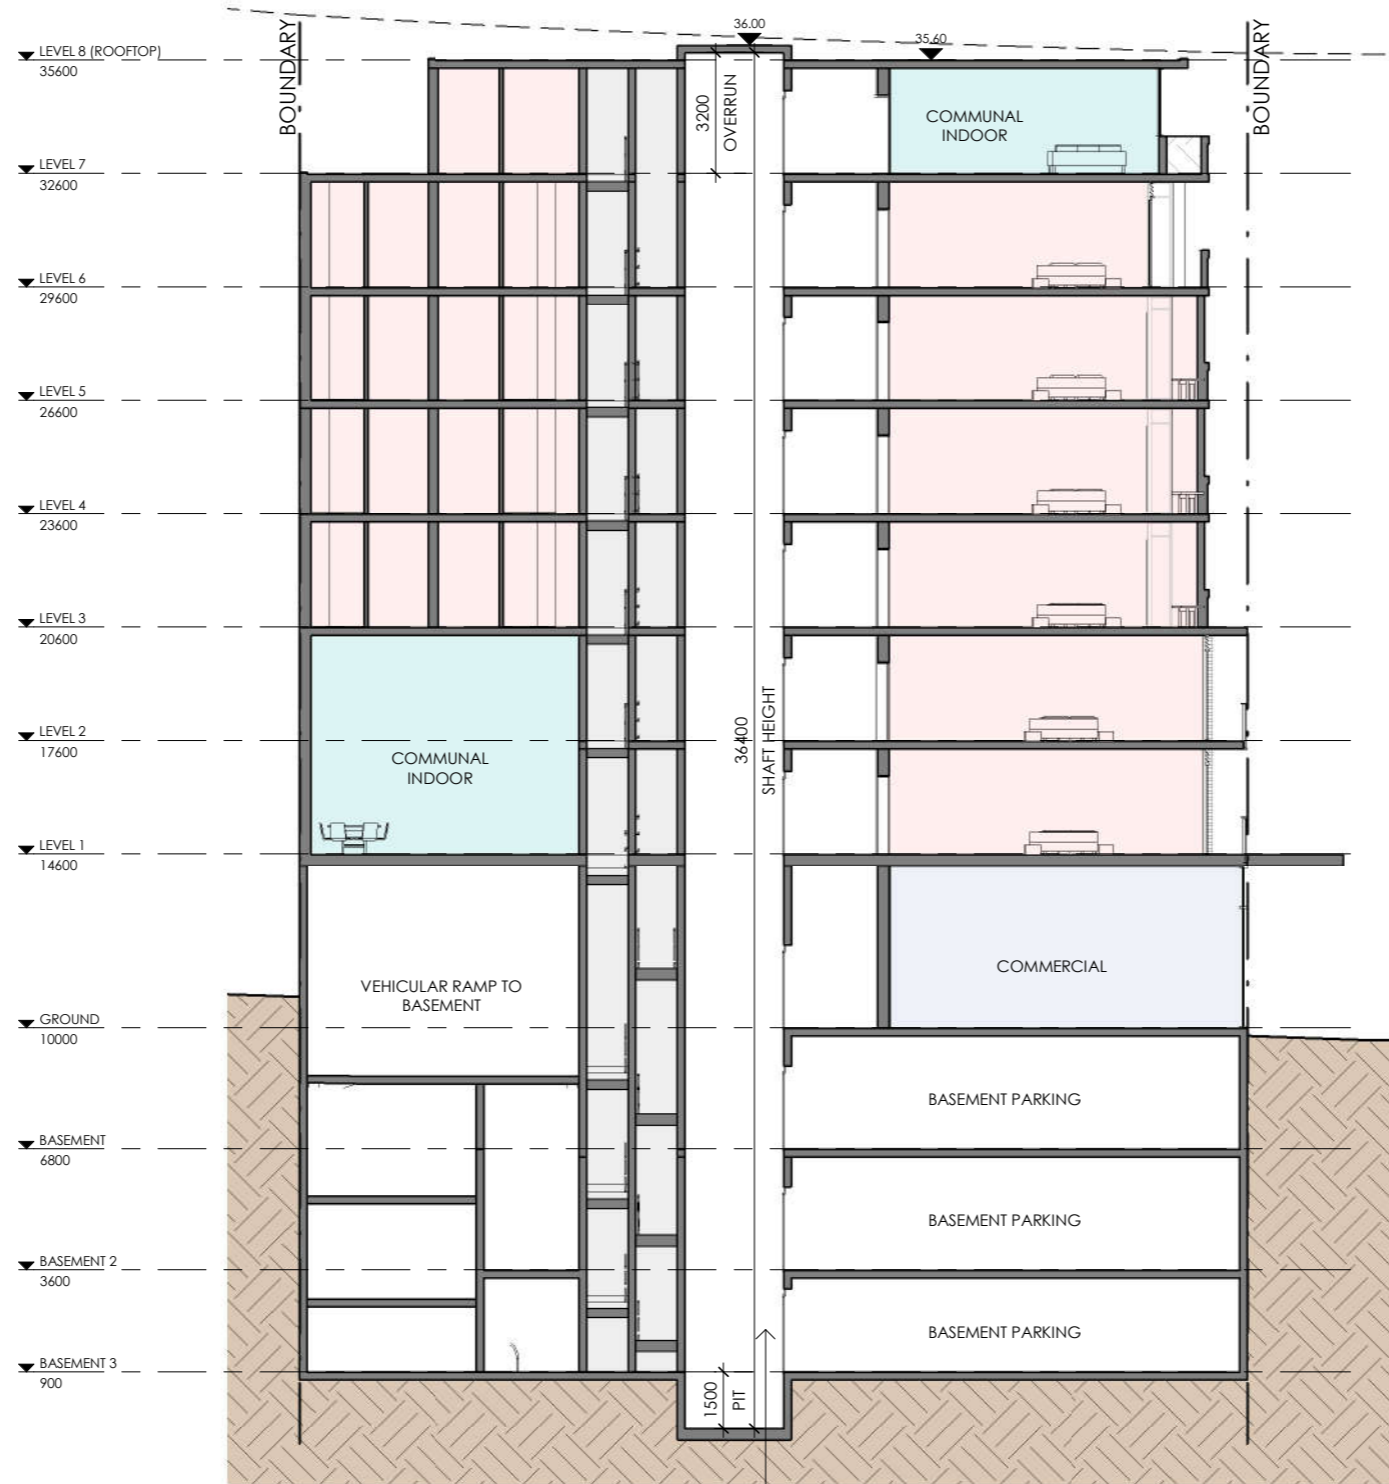 36.00
35.60
LEVEL 8 (ROOFTOP)
35600
BOUNDARY
BOUNDARY
3200
OVERRUN
COMMUNAL
INDOOR
LEVEL 7
32600
LEVEL 6
29600
LEVEL 5
26600
LEVEL 4
23600
LEVEL 3
20600
36400
SHAFT HEIGHT
LEVEL 2
17600
COMMUNAL
INDOOR
LEVEL 1
14600
COMMERCIAL
VEHICULAR RAMP TO
BASEMENT
GROUND
10000
BASEMENT PARKING
BASEMENT
6800
BASEMENT PARKING
BASEMENT 2
3600
BASEMENT PARKING
BASEMENT 3
900
1500
PIT